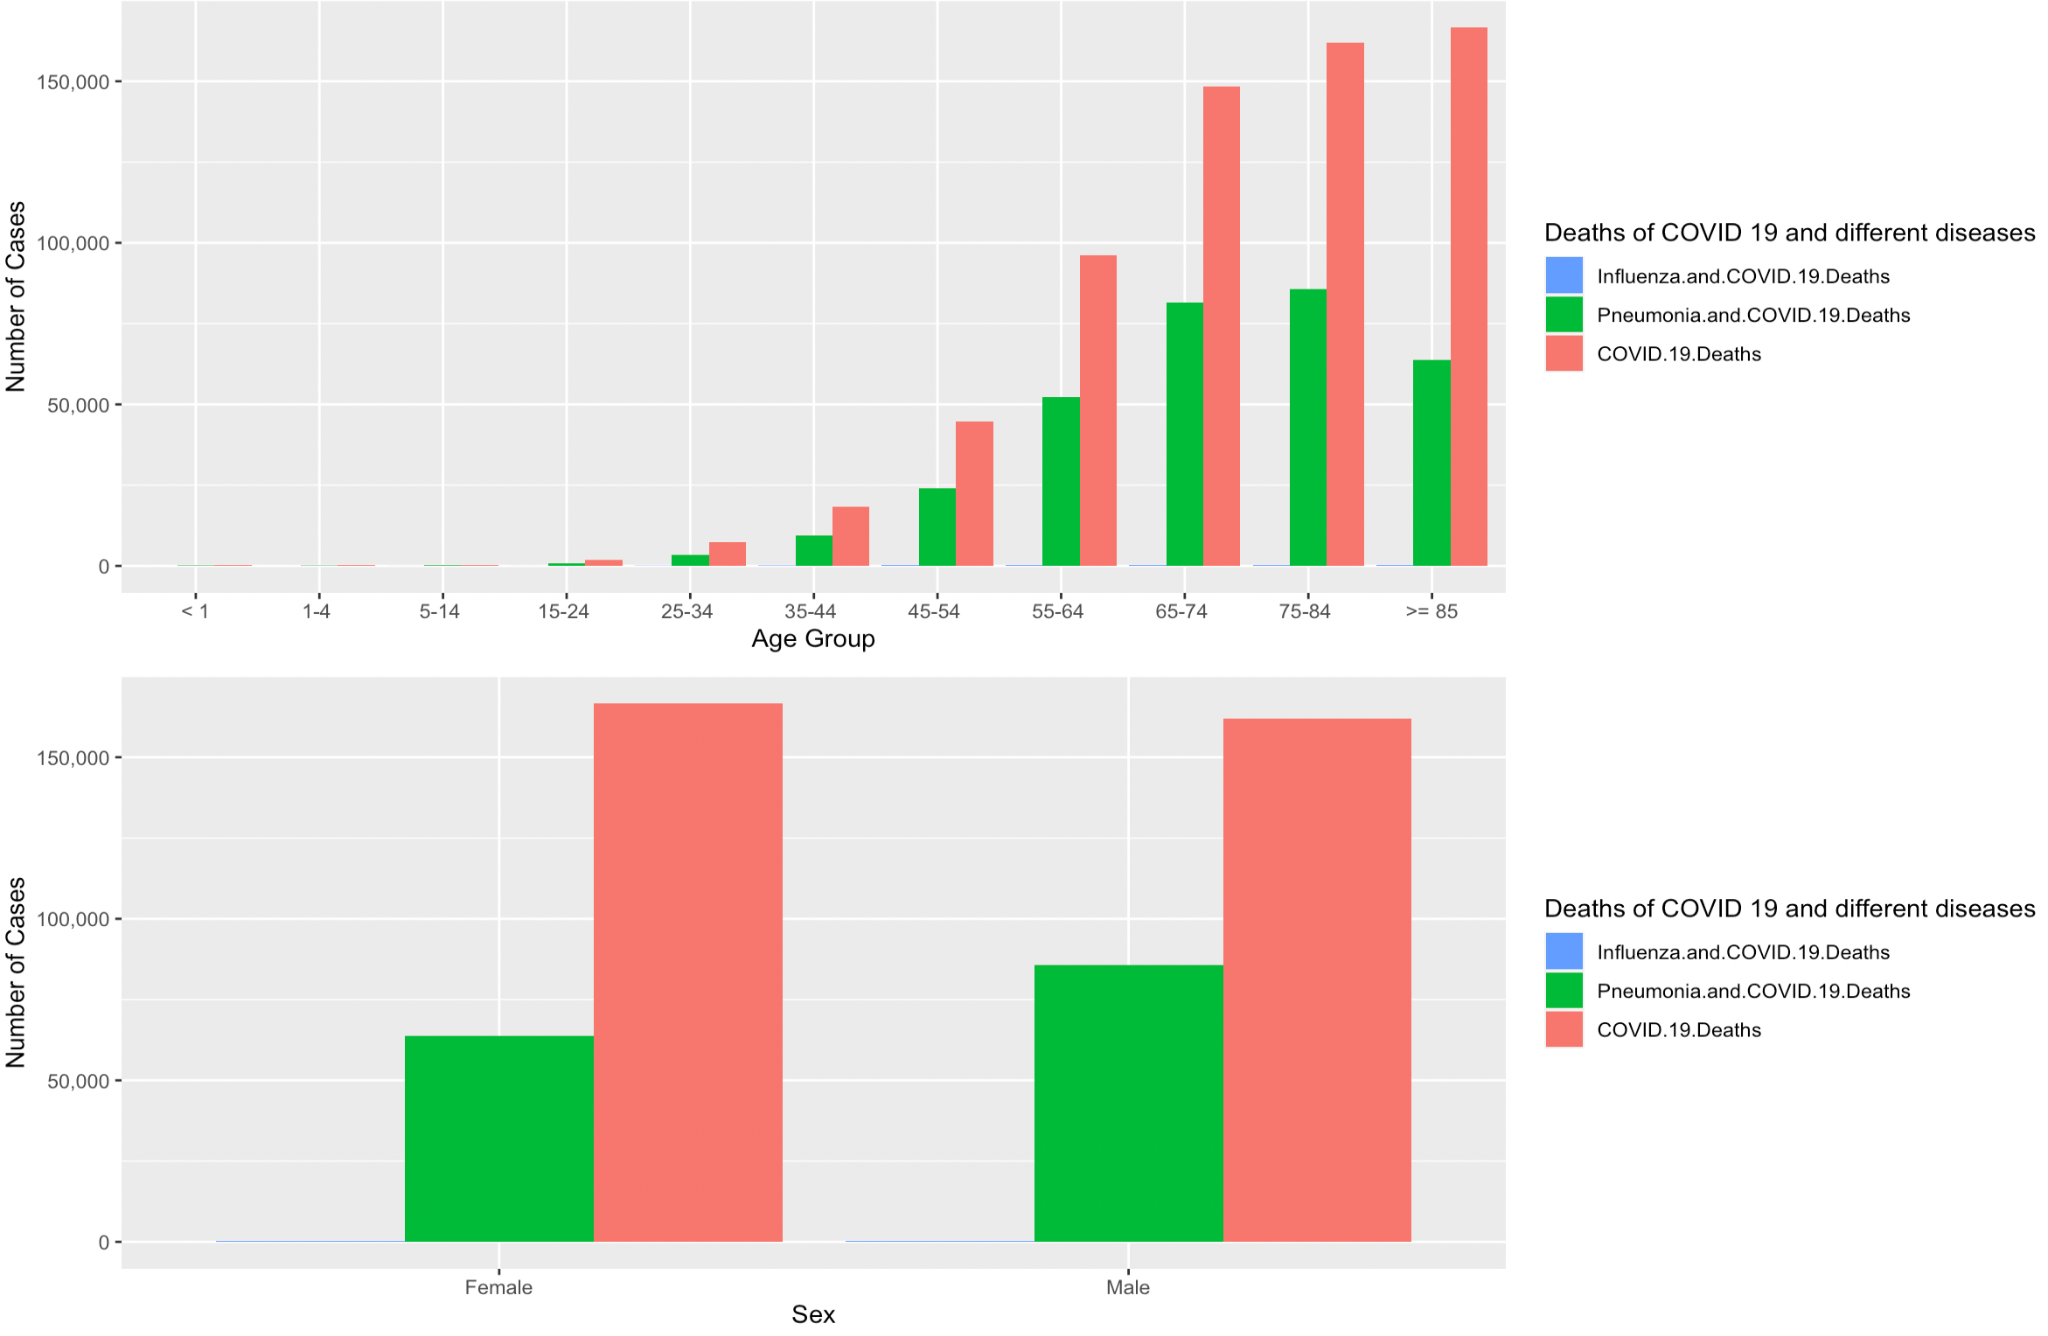 150,000
100,000
50,000
0
Number of Cases
< 1 1-4 5-14 15-24 25-34 35-44 45-54 55-64 65-74 75-84 >= 85
Age Group
Deaths of COVID 19 and different diseases
Influenza.and.COVID.19.Deaths
Pneumonia.and.COVID.19.Deaths
COVID.19.Deaths
150,000
100,000
50,000
0
Number of Cases
Female Male
Sex
Deaths of COVID 19 and different diseases
Influenza.and.COVID.19.Deaths
Pneumonia.and.COVID.19.Deaths
COVID.19.Deaths